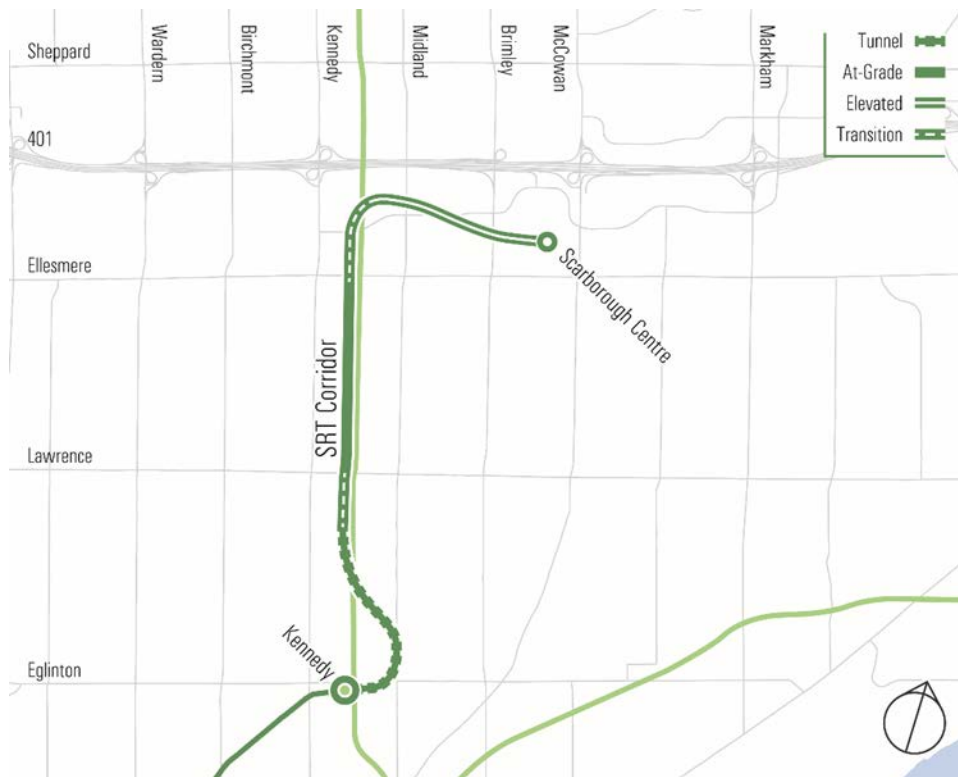 Sheppard
Wardern
Birchmont
Kennedy
Midland
Brimley
McCowan
Markham
Tunnel
At-Grade
Elevated
Transition
401
Ellesmere
Scarborough Centre
SRT Corridor
Lawrence
Kennedy
Eglinton